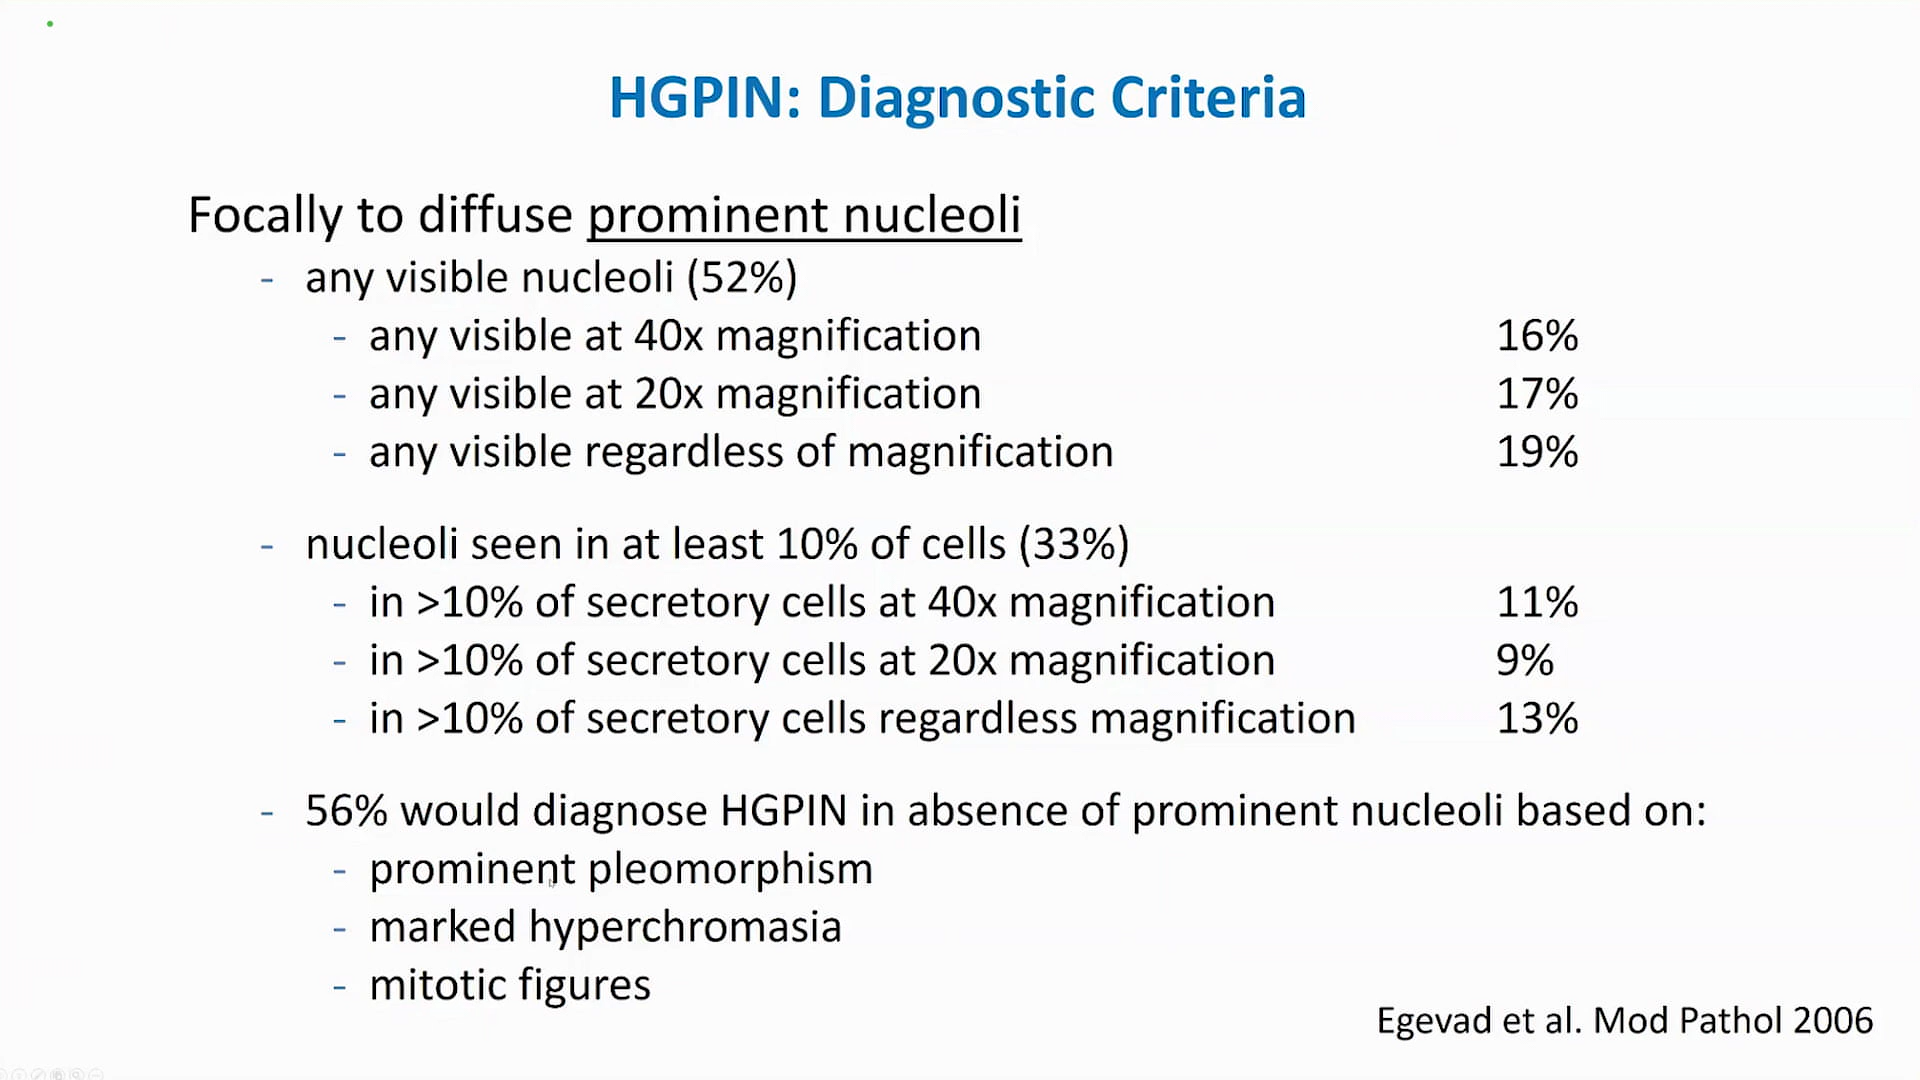 HGPIN: Diagnostic Criteria
Focally to diffuse prominent nucleoli
- any visible nucleoli (52%)
- any visible at 40x magnification 16%
- any visible at 20x magnification 17%
- any visible regardless of magnification 19%
- nucleoli seen in at least 10% of cells (33%)
- in >10% of secretory cells at 40x magnification 11%
- in >10% of secretory cells at 20x magnification 9%
- in >10% of secretory cells regardless magnification 13%
- 56% would diagnose HGPIN in absence of prominent nucleoli based on:
- prominent pleomorphism
- marked hyperchromasia
- mitotic figures
Egevad et al. Mod Pathol 2006